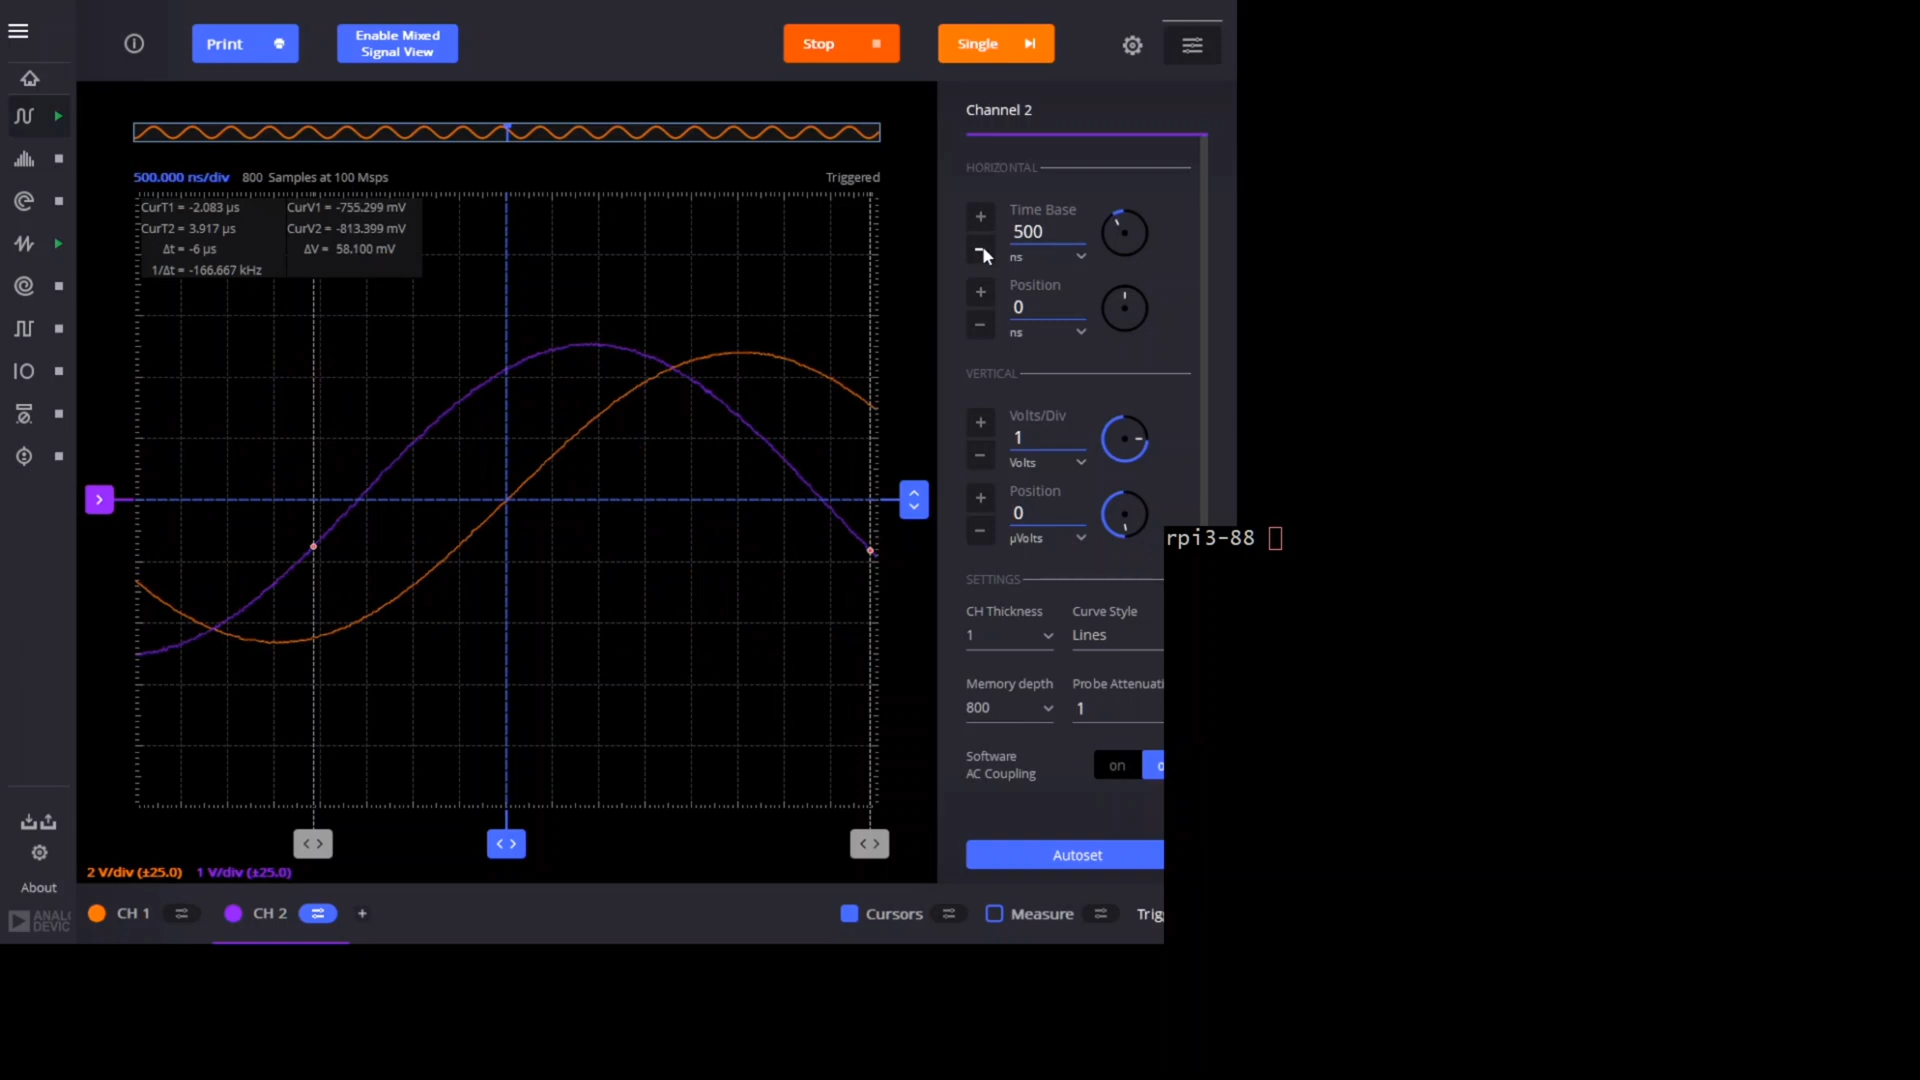 Print
Enable Mixed
Signal View
Stop
Single
Channel 2
500.000 ns/div 800 Samples at 100 Msps
Triggered
CurT1 = -2.083 µs CurV1 = -755.299 mV
CurT2 = 3.917 µs CurV2 = -813.399 mV
Δt = -6 µs ΔV = 58.100 mV
1/Δt = -166.667 kHz
HORIZONTAL
+
Time Base
500
-
ns
+
Position
0
-
ns
VERTICAL
+
Volts/Div
1
-
Volts
+
Position
0
-
µVolts
rpi3-88
SETTINGS
CH Thickness Curve Style
1 Lines
Memory depth Probe Attenuati
800 1
Software
AC Coupling
on o
Autoset
2 V/div (±25.0) 1 V/div (±25.0)
CH 1 CH 2 + Cursors Measure Trig
IO
About
ANALO
DEVIC